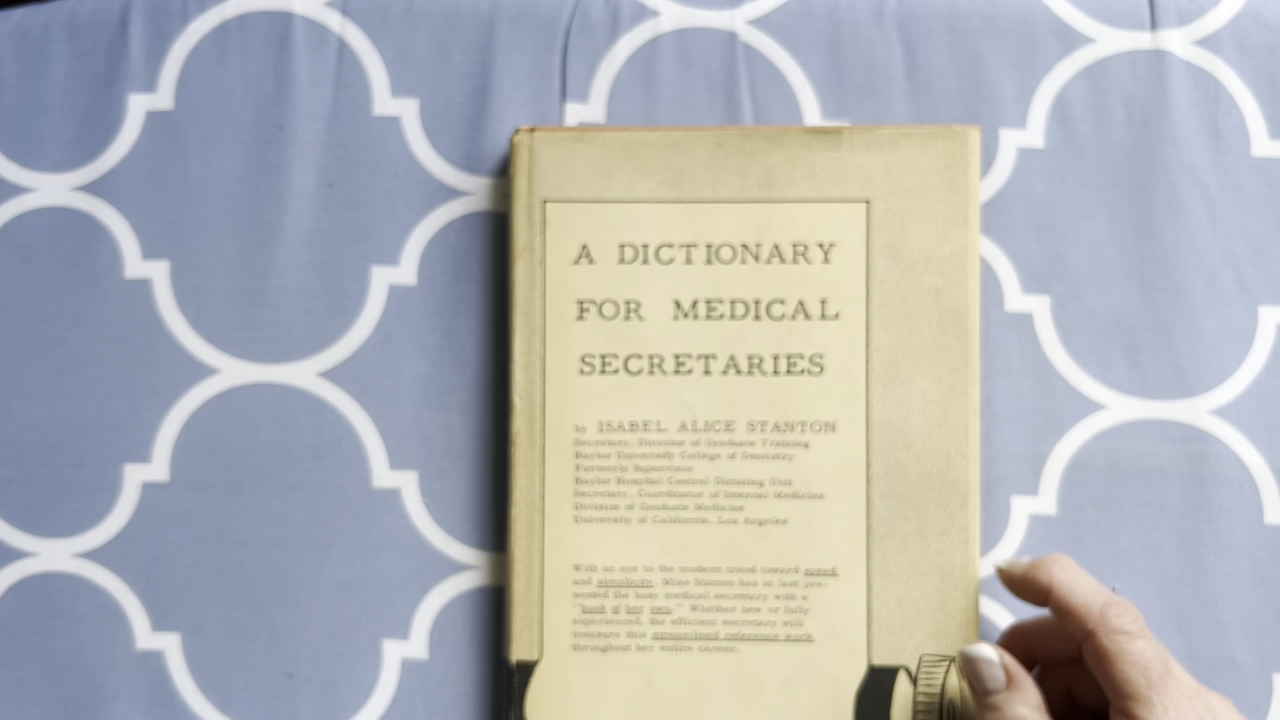 A DICTIONARY
FOR MEDICAL
SECRETARIES
by ISABEL ALICE STANTON
Secretary, Director of Graduate Training
Baylor University College of Dentistry
Formerly Supervisor
Baylor Hospital Central Dictating Unit
Secretary, Coordinator of Internal Medicine
Division of Graduate Medicine
University of California, Los Angeles
With an eye to the modern trend toward speed
and simplicity, Miss Stanton has at last pre-
sented the busy medical secretary with a
"book of her own." Whether new or fully
experienced, the efficient secretary will
treasure this streamlined reference work
throughout her entire career.